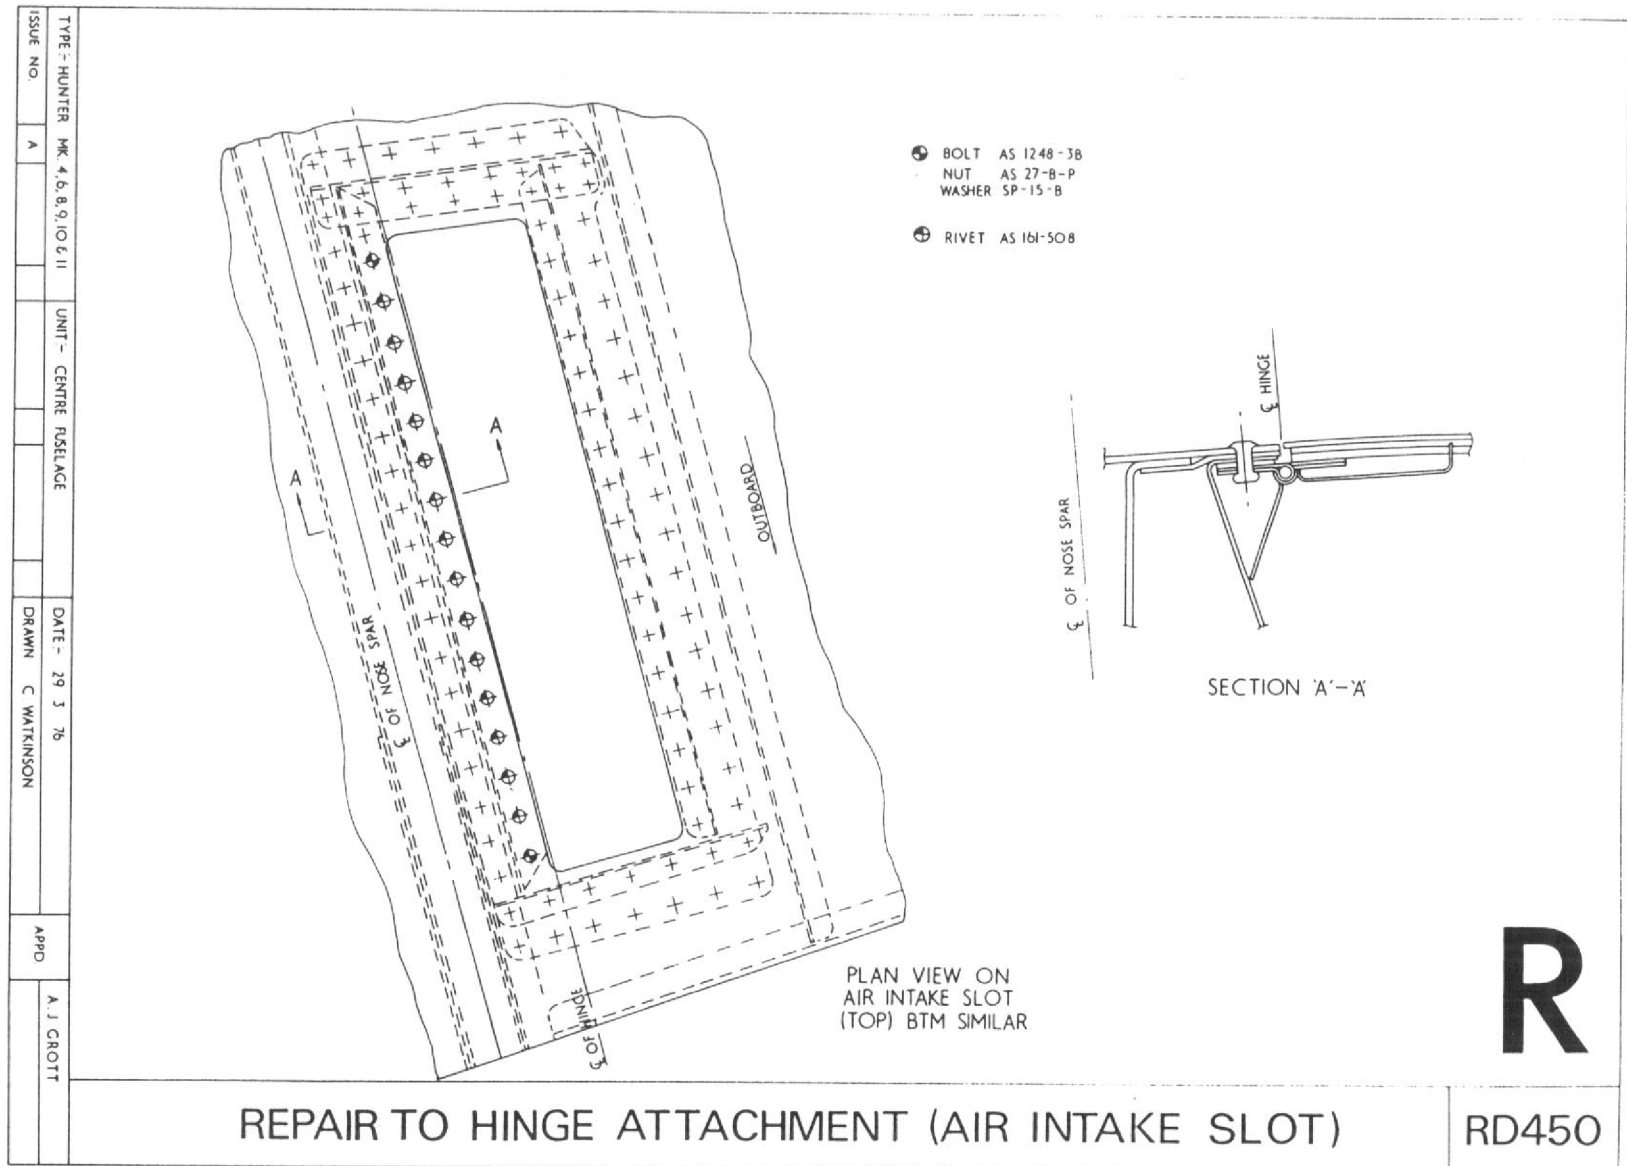 TYPE:- HUNTER MK. 4,6,8,9,10 & 11
UNIT:- CENTRE FUSELAGE
DATE:- 29 3 76
ISSUE NO.
A
DRAWN C WATKINSON
APPD
A. J CROTT
BOLT AS 1248-3B
NUT AS 27-B-P
WASHER SP-15-B
RIVET AS 161-508
A
A
OUTBOARD
℄ OF NOSE SPAR
℄ OF HINGE
℄ HINGE
℄ OF NOSE SPAR
SECTION 'A'-'A'
PLAN VIEW ON
AIR INTAKE SLOT
(TOP) BTM SIMILAR
R
REPAIR TO HINGE ATTACHMENT (AIR INTAKE SLOT)
RD450